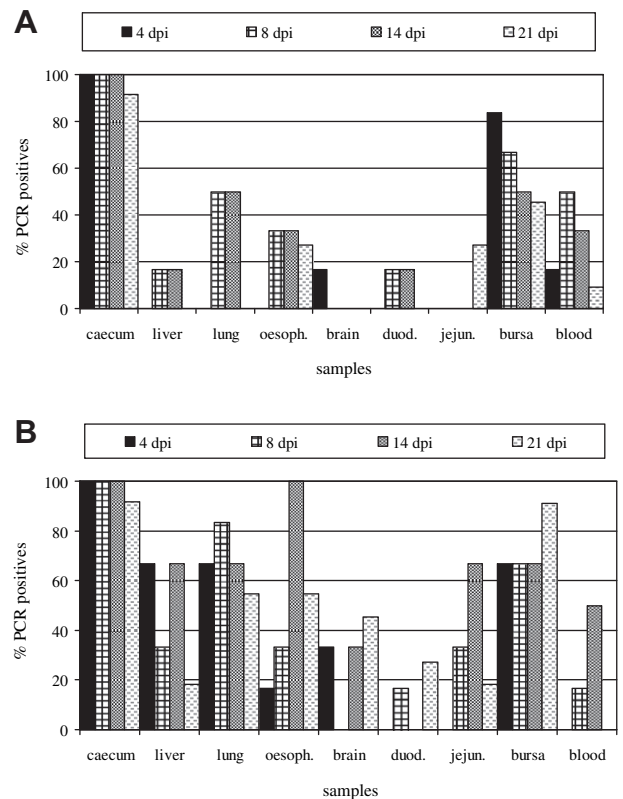 A
4 dpi 8 dpi 14 dpi 21 dpi
100
80
60
40
20
0
% PCR positives
caecum liver lung oesoph. brain duod. jejun. bursa blood
samples
B
4 dpi 8 dpi 14 dpi 21 dpi
100
80
60
40
20
0
% PCR positives
caecum liver lung oesoph. brain duod. jejun. bursa blood
samples